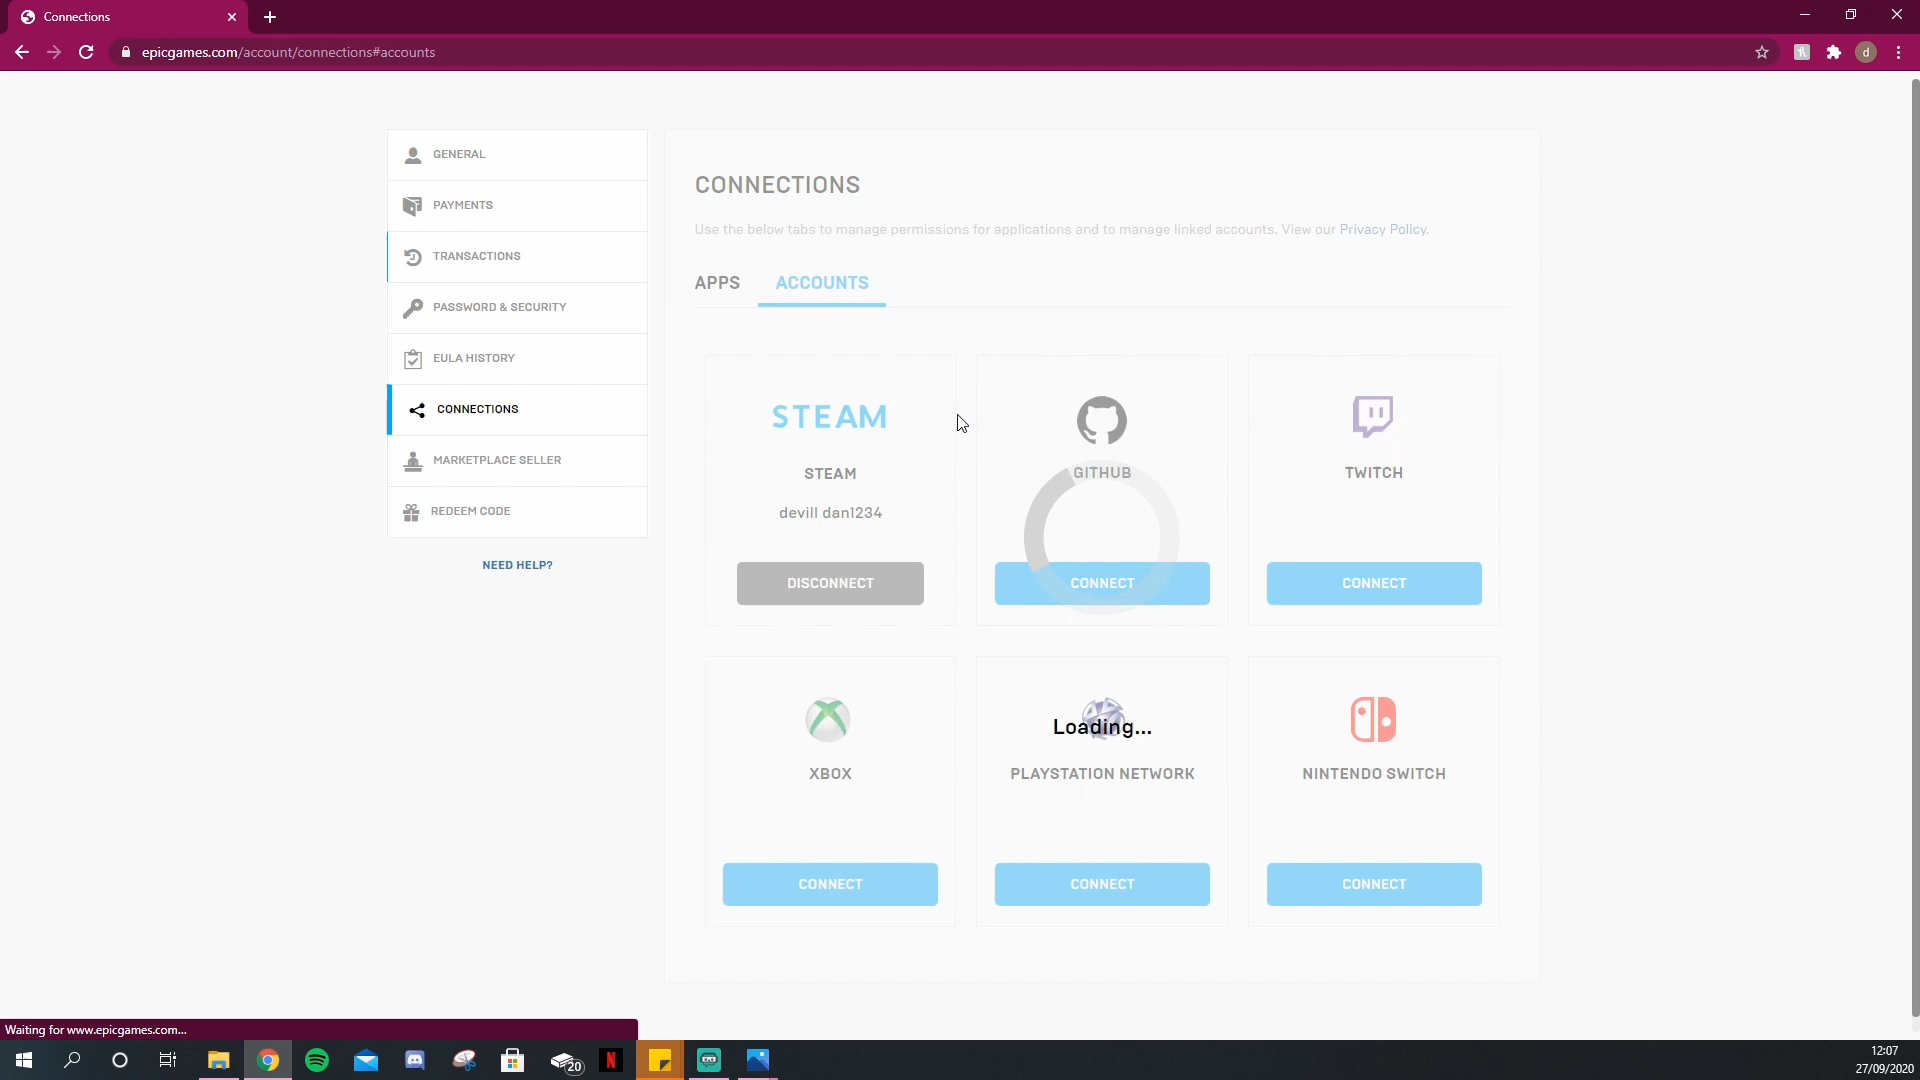 Connections
epicgames.com/account/connections#accounts
d
GENERAL
PAYMENTS
TRANSACTIONS
PASSWORD & SECURITY
EULA HISTORY
CONNECTIONS
MARKETPLACE SELLER
REDEEM CODE
NEED HELP?
CONNECTIONS
Use the below tabs to manage permissions for applications and to manage linked accounts. View our Privacy Policy.
APPS ACCOUNTS
STEAM
STEAM
devill dan1234
DISCONNECT
GITHUB
CONNECT
TWITCH
CONNECT
XBOX
CONNECT
Loading...
PLAYSTATION NETWORK
CONNECT
NINTENDO SWITCH
CONNECT
Waiting for www.epicgames.com...
20
N
12:07
27/09/2020